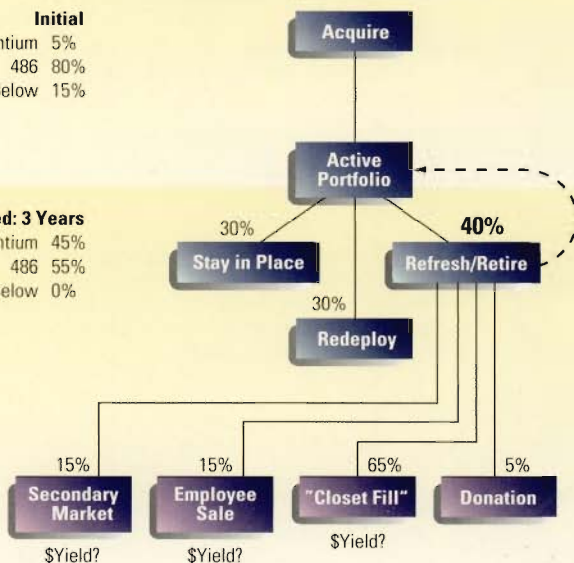 Initial
ntium 5%
486 80%
elow 15%
Acquire
Active
Portfolio
ed: 3 Years
ntium 45%
486 55%
elow 0%
30%
Stay in Place
40%
Refresh/Retire
30%
Redeploy
15%
Secondary
Market
$Yield?
15%
Employee
Sale
$Yield?
65%
"Closet Fill"
$Yield?
5%
Donation